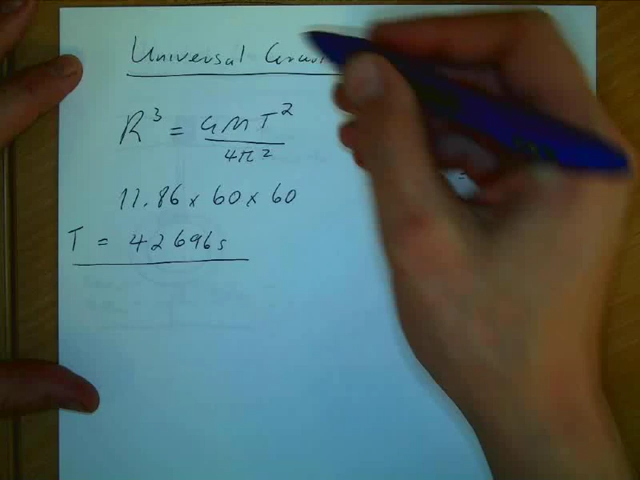 Universal
R³ = GMT²
4π²
11.86 x 60 x 60
T = 42696s